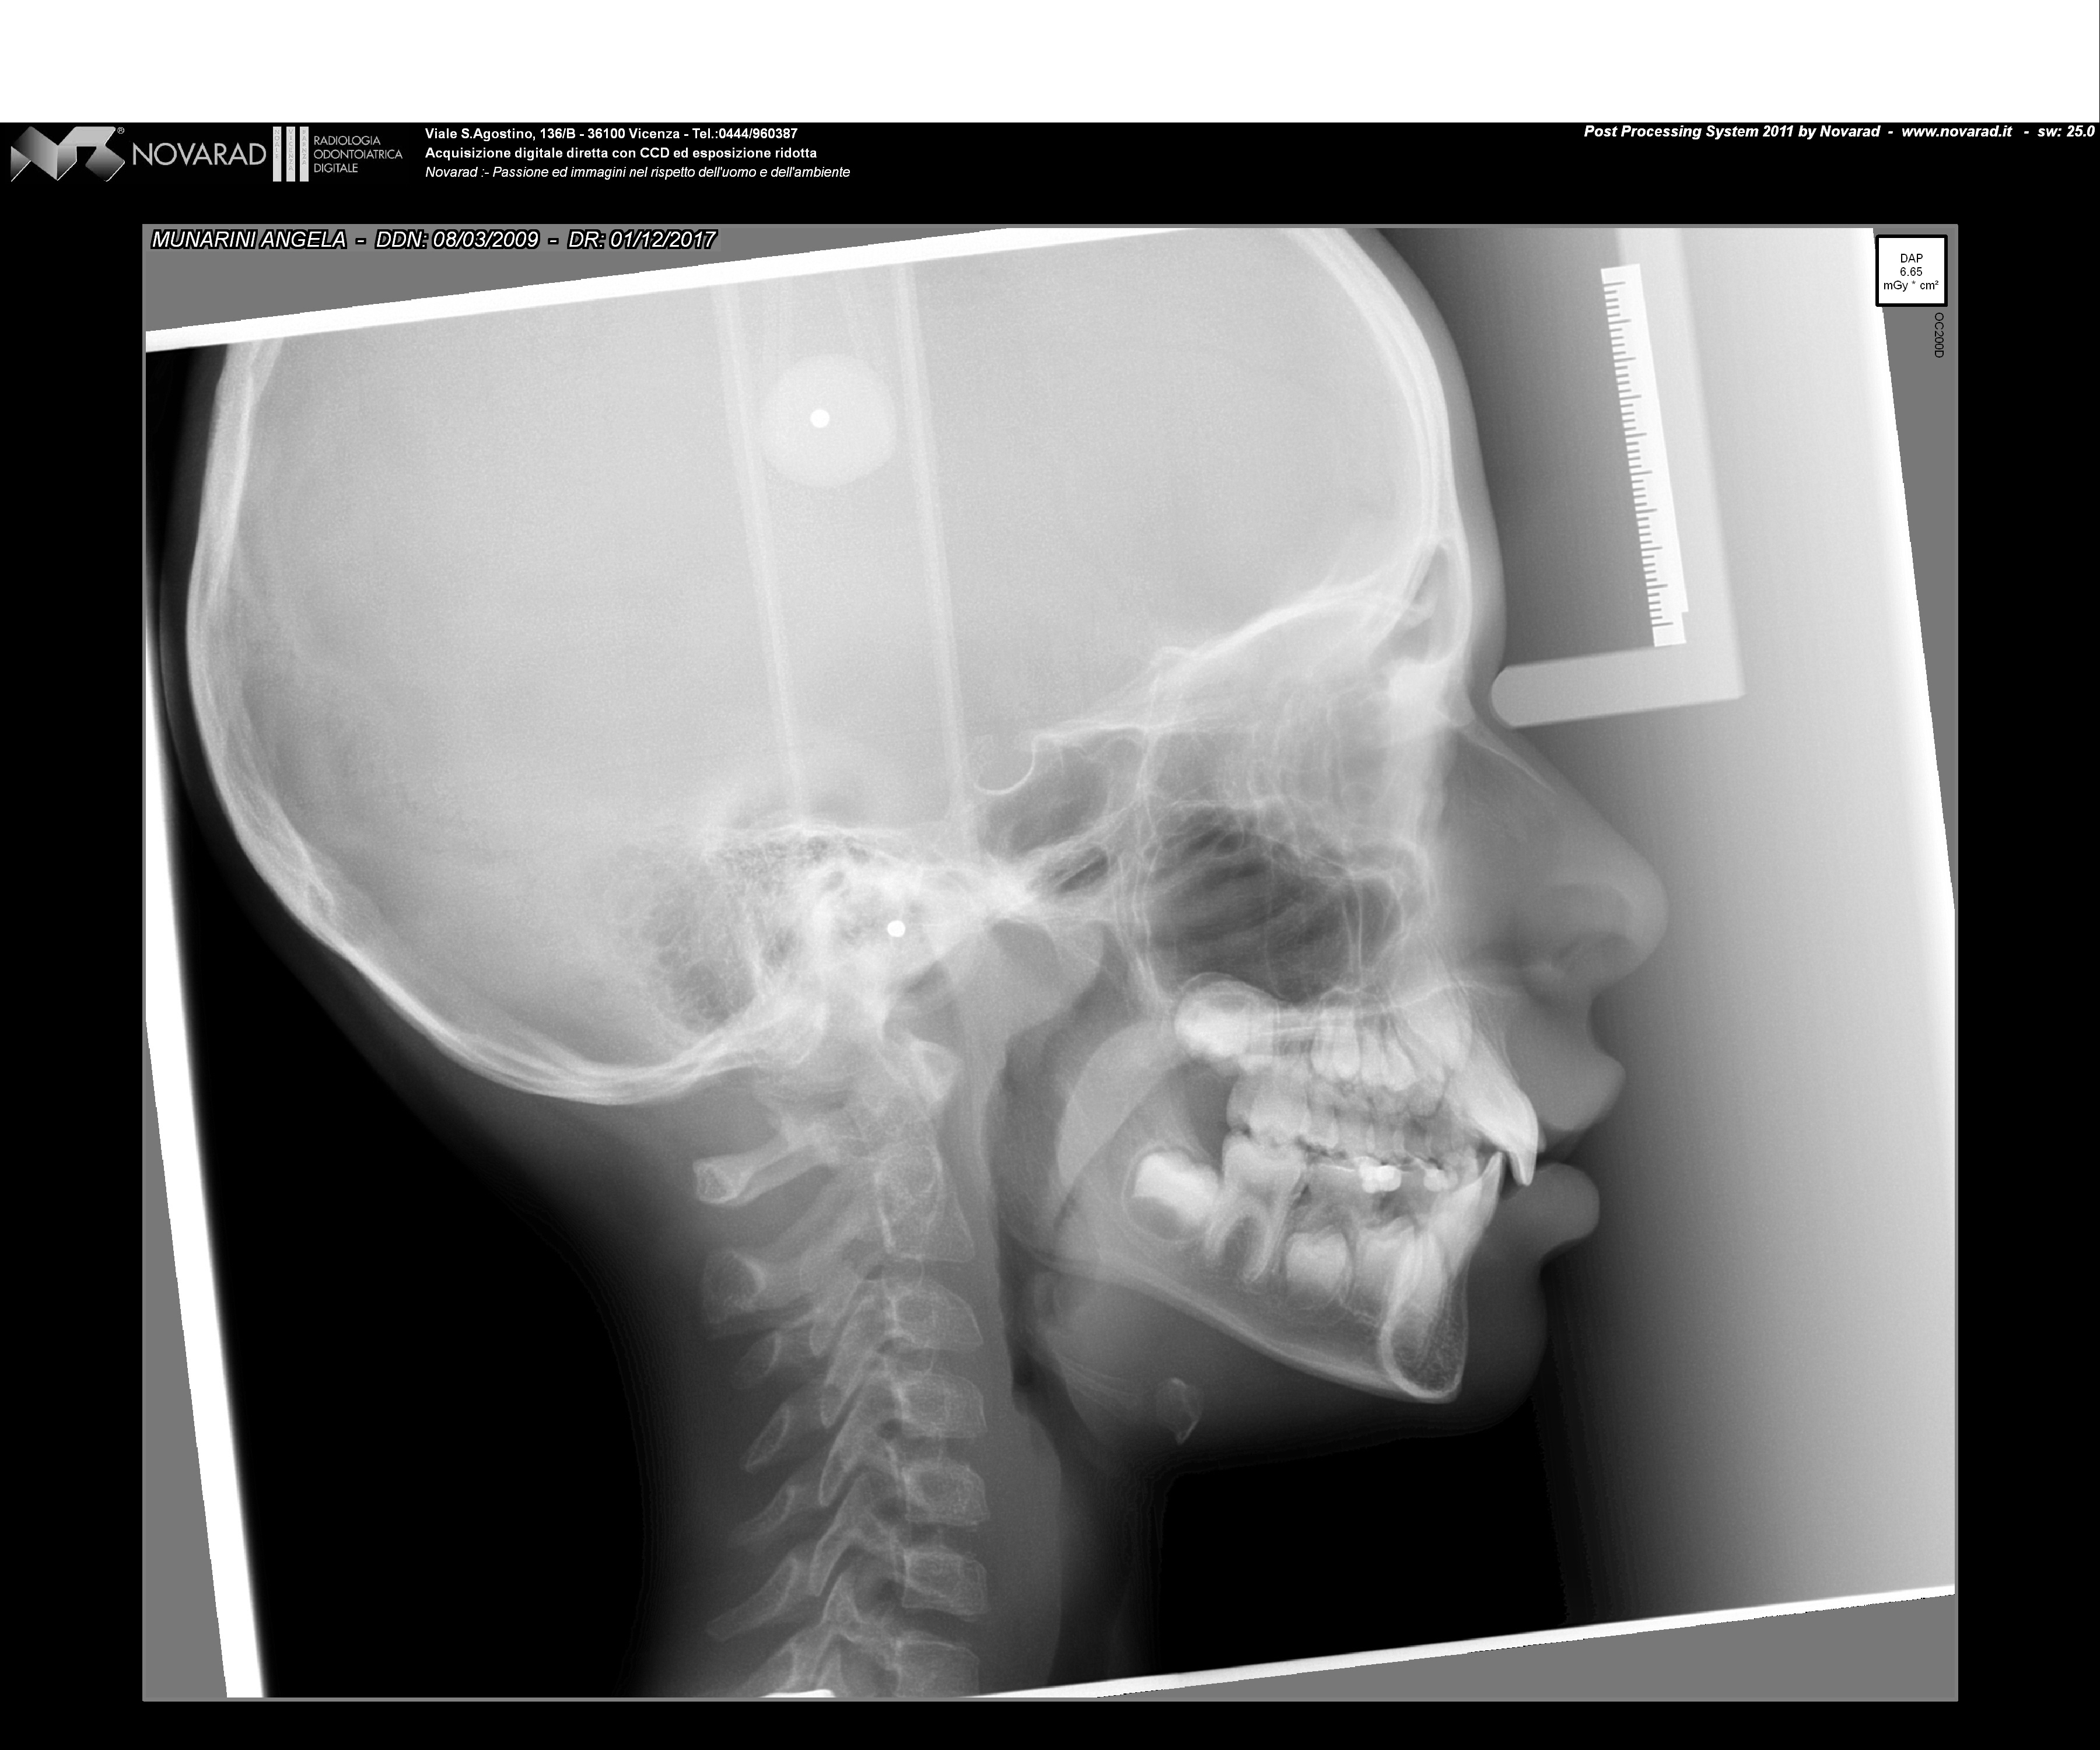 NOVARAD
RADIOLOGIA
ODONTOIATRICA
DIGITALE
Viale S.Agostino, 136/B - 36100 Vicenza - Tel.:0444/960387
Acquisizione digitale diretta con CCD ed esposizione ridotta
Novarad :- Passione ed immagini nel rispetto dell'uomo e dell'ambiente
Post Processing System 2011 by Novarad - www.novarad.it - sw: 25.0
MUNARINI ANGELA - DDN: 08/03/2009 - DR: 01/12/2017
DAP
6.65
mGy * cm²
OC200D